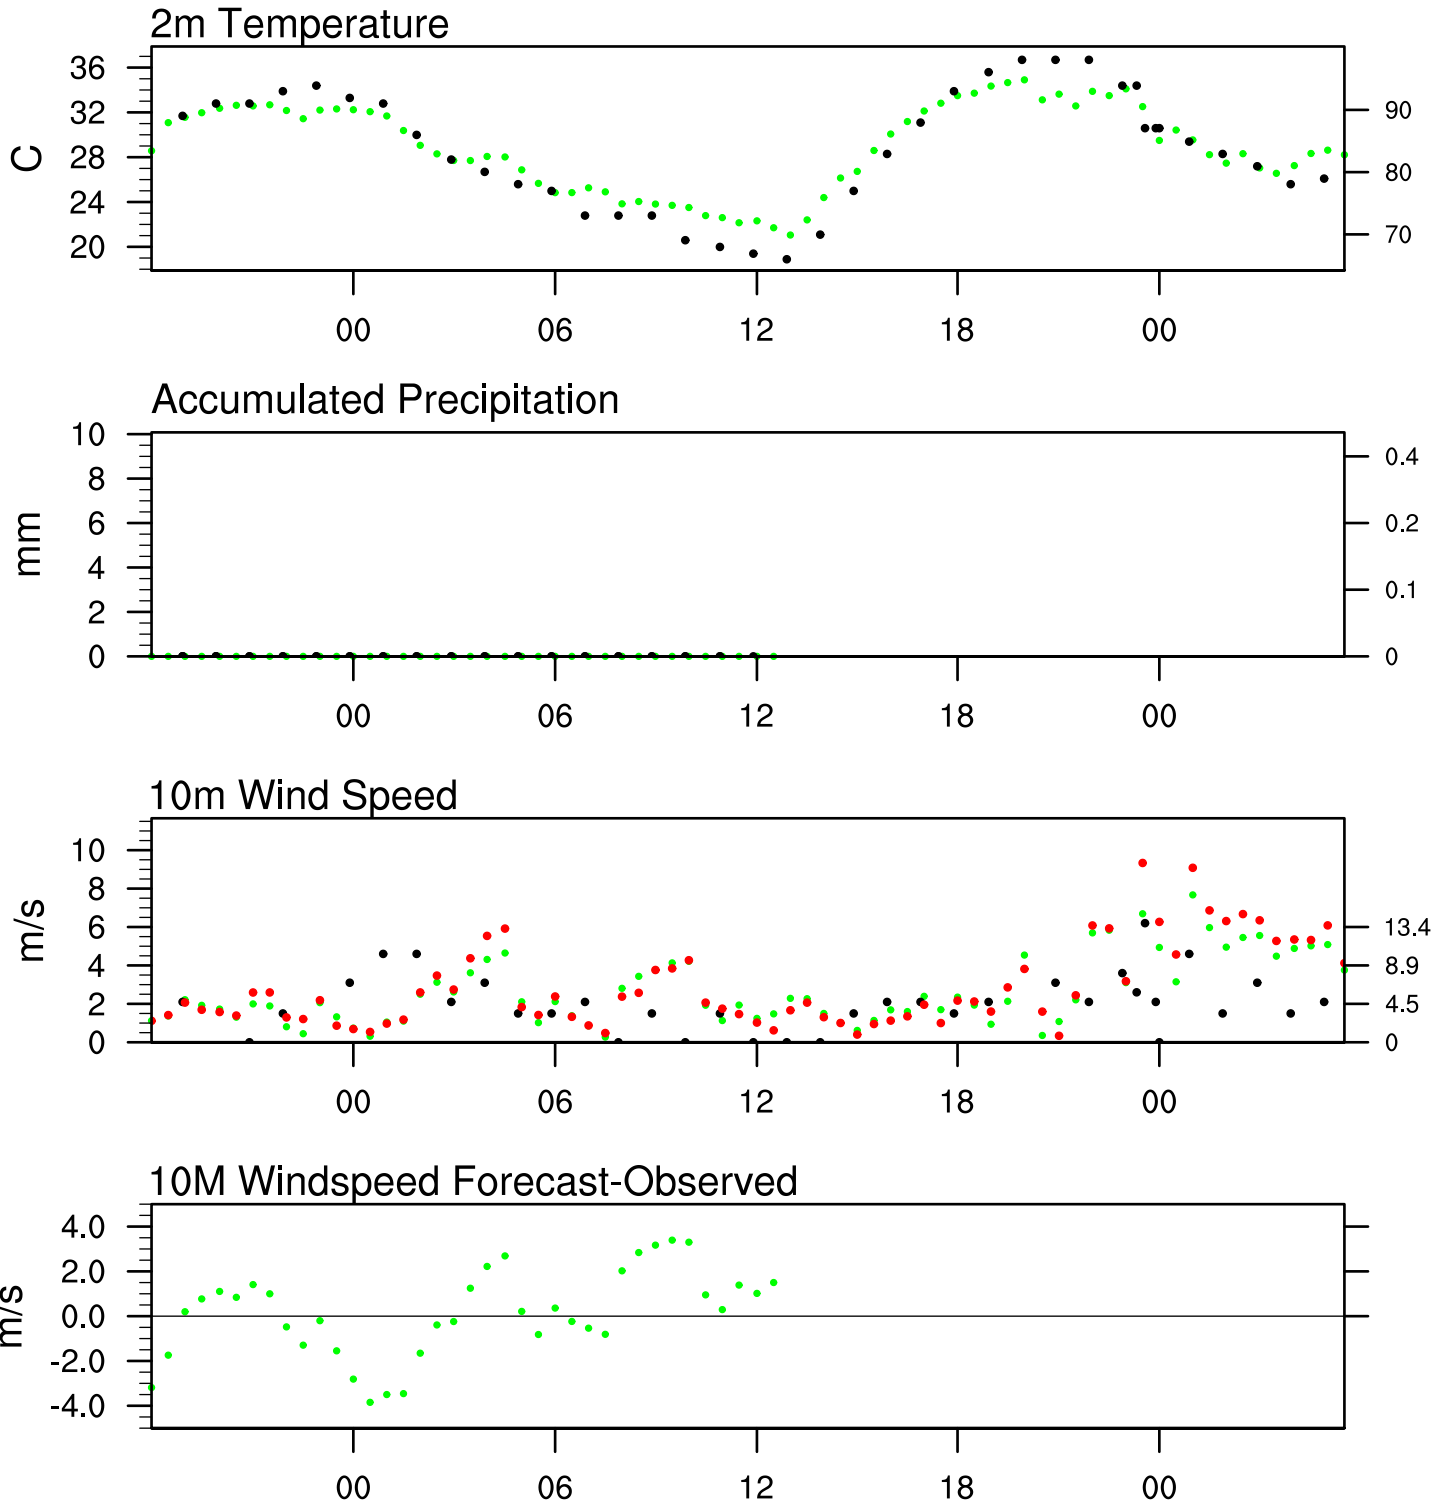 2m Temperature
C
36
32
28
24
20
90
80
70
00 06 12 18 00
Accumulated Precipitation
mm
10
8
6
4
2
0
0.4
0.2
0.1
0
00 06 12 18 00
10m Wind Speed
m/s
10
8
6
4
2
0
13.4
8.9
4.5
0
00 06 12 18 00
10M Windspeed Forecast-Observed
m/s
4.0
2.0
0.0
-2.0
-4.0
00 06 12 18 00